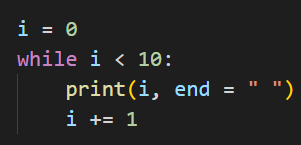 i = 0
while i < 10:
    print(i, end = " ")
    i += 1